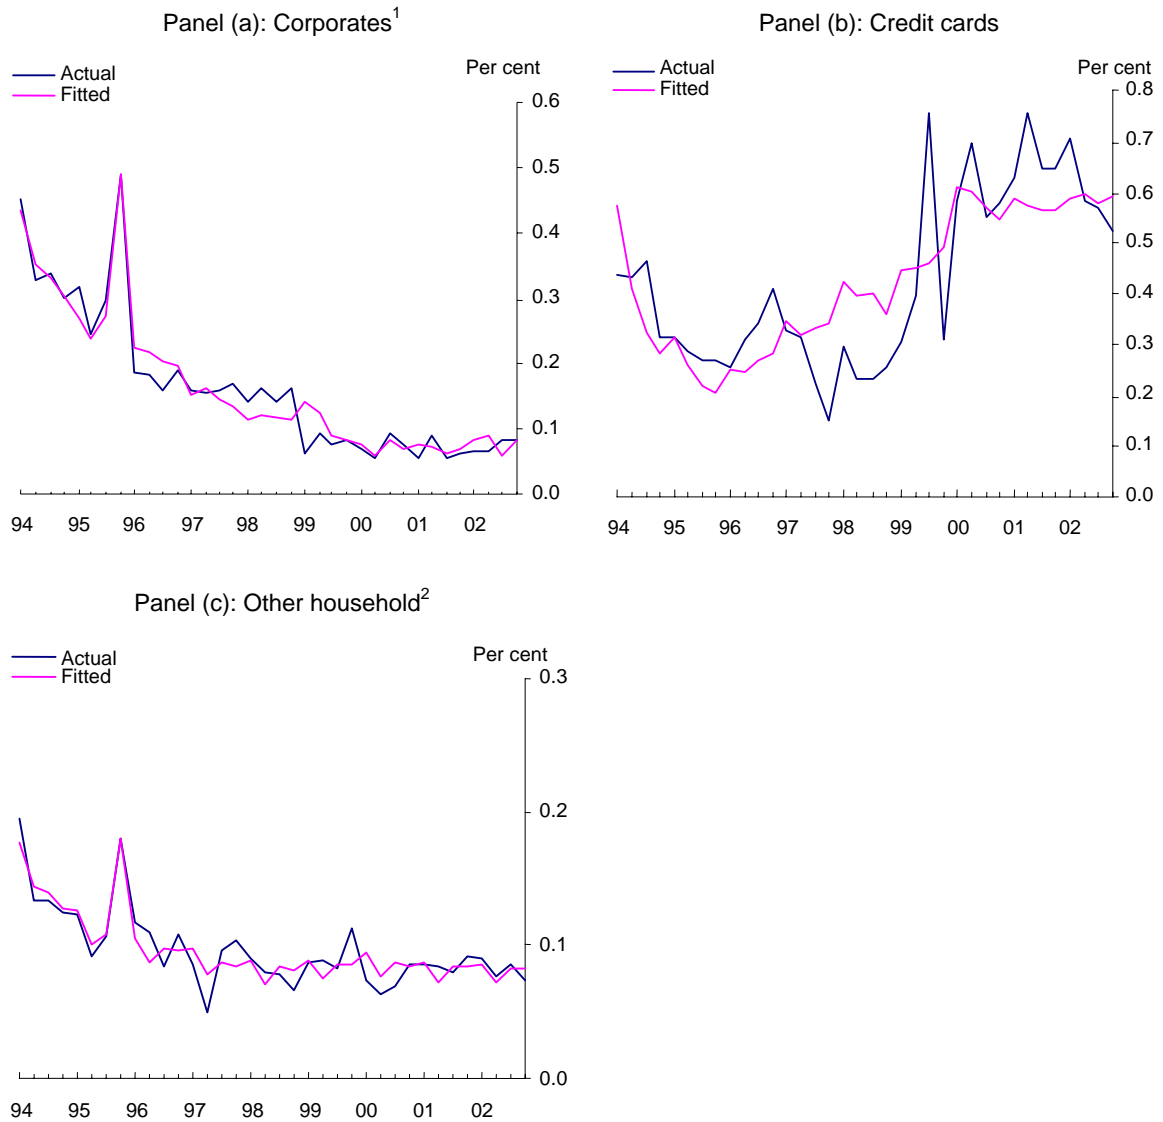 Panel (a): Corporates1
Actual
Fitted
Per cent
0.6
0.5
0.4
0.3
0.2
0.1
0.0
94 95 96 97 98 99 00 01 02
Panel (b): Credit cards
Actual
Fitted
Per cent
0.8
0.7
0.6
0.5
0.4
0.3
0.2
0.1
0.0
94 95 96 97 98 99 00 01 02
Panel (c): Other household2
Actual
Fitted
Per cent
0.3
0.2
0.1
0.0
94 95 96 97 98 99 00 01 02